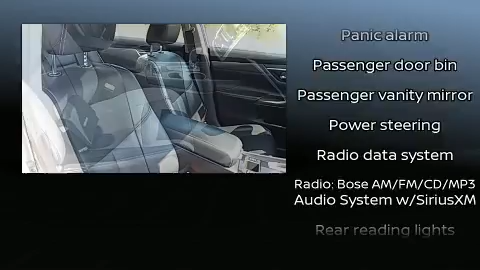 Panic alarm
Passenger door bin
Passenger vanity mirror
Power steering
Radio data system
Radio: Bose AM/FM/CD/MP3
Audio System w/SiriusXM
Rear reading lights